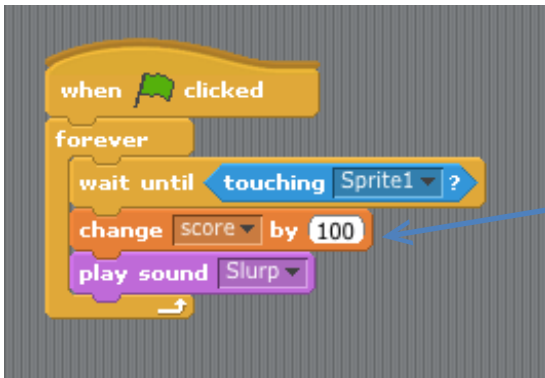 when clicked
forever
wait until touching Sprite1 ?
change score by 100
play sound Slurp